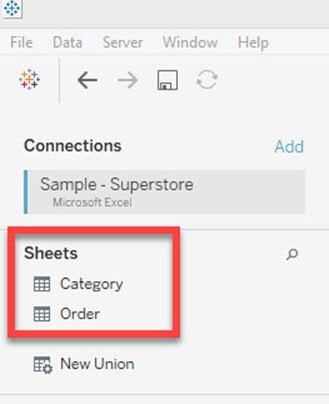 File Data Server Window Help
Connections Add
Sample - Superstore
Microsoft Excel
Sheets
Category
Order
New Union